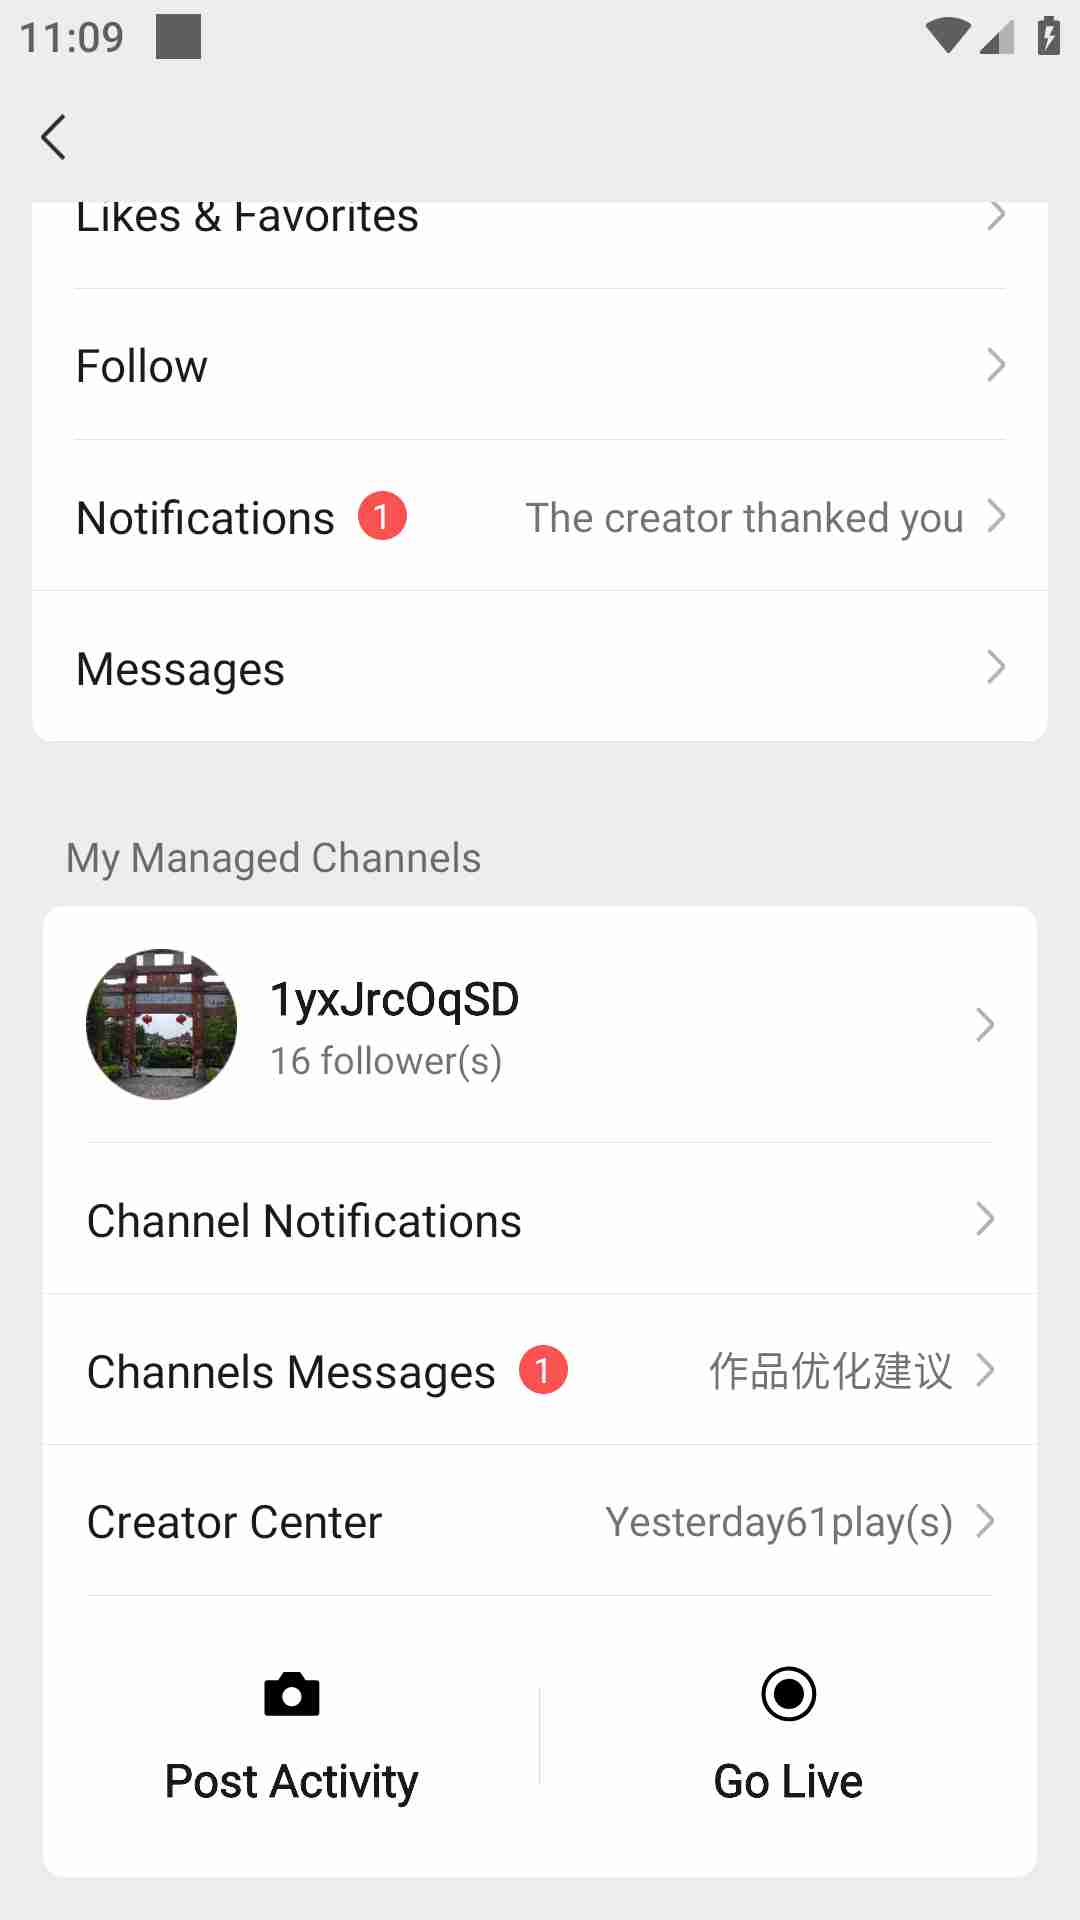 11:09
Likes & Favorites
Follow
Notifications 1 The creator thanked you
Messages
My Managed Channels
1yxJrcOqSD
16 follower(s)
Channel Notifications
Channels Messages 1 作品优化建议
Creator Center Yesterday61play(s)
Post Activity Go Live